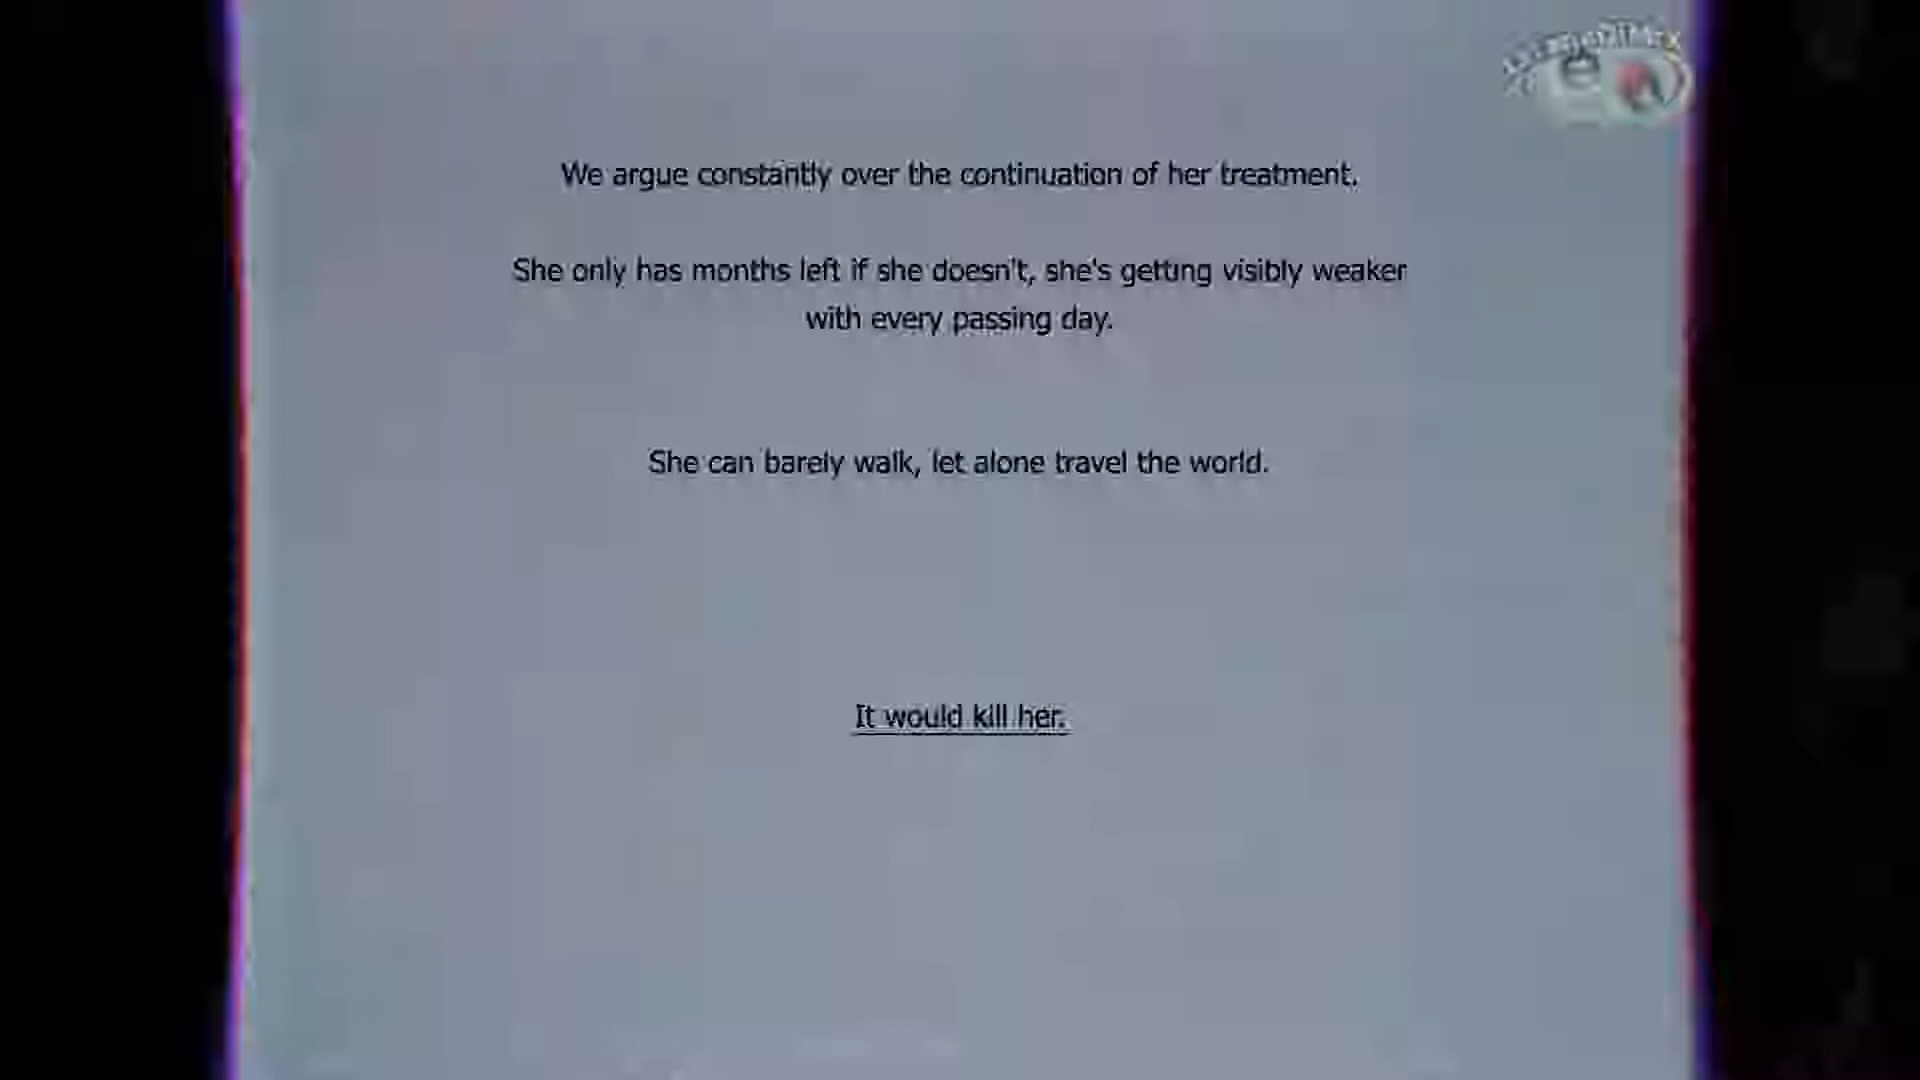 We argue constantly over the continuation of her treatment.
She only has months left if she doesn't, she's getting visibly weaker
with every passing day.
She can barely walk, let alone travel the world.
It would kill her.